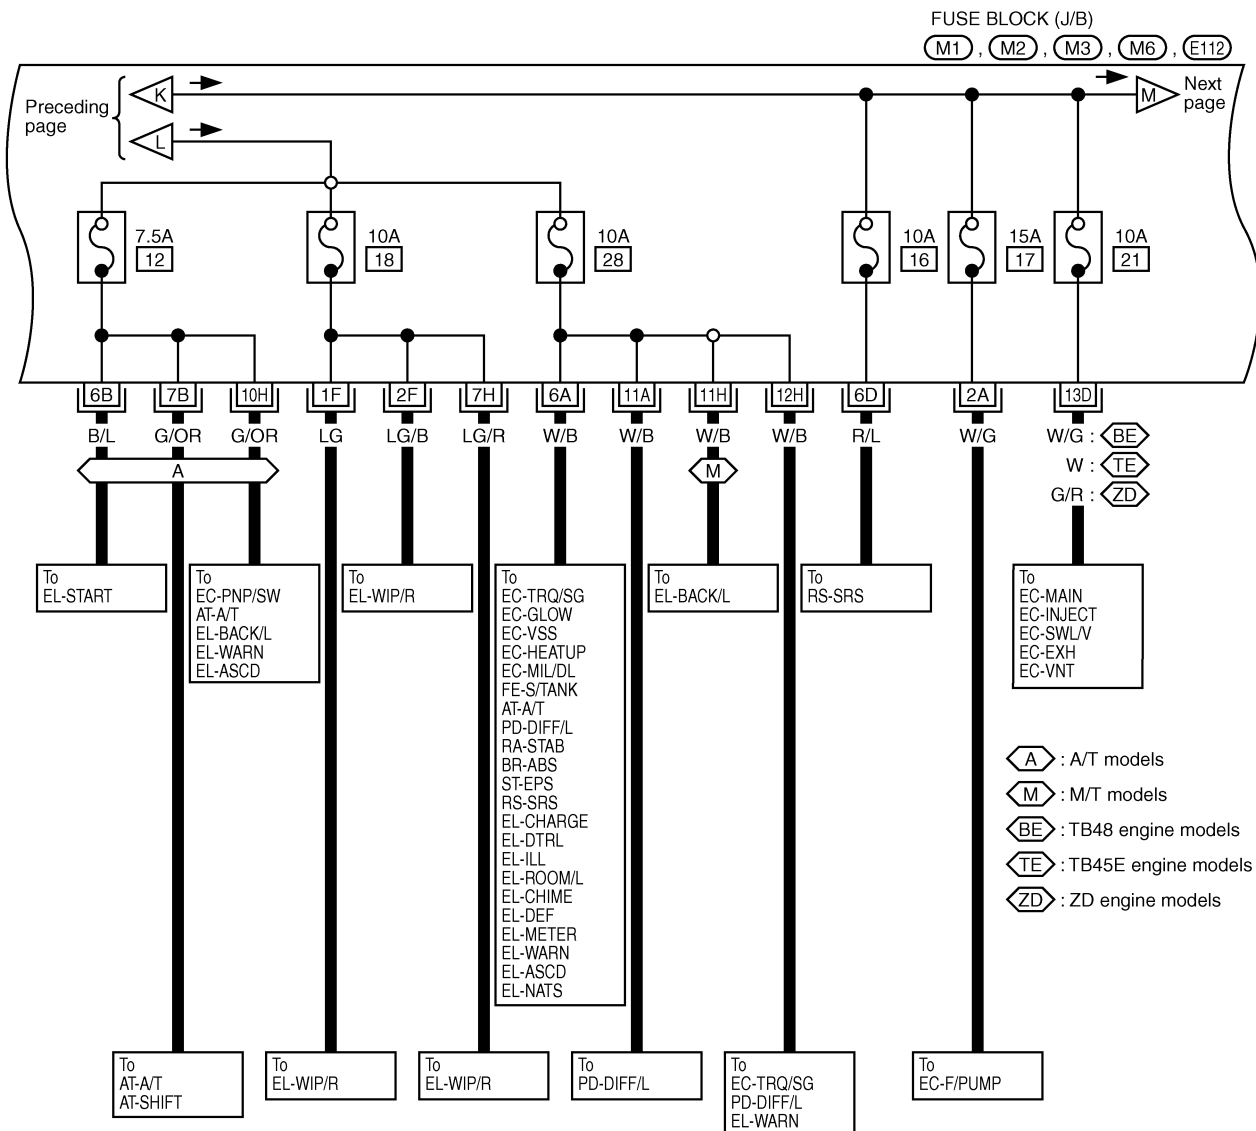 FUSE BLOCK (J/B)
M1 , M2 , M3 , M6 , E112
Preceding
page
K
L
M
Next
page
7.5A
12
10A
18
10A
28
10A
16
15A
17
10A
21
6B
7B
10H
1F
2F
7H
6A
11A
11H
12H
6D
2A
13D
B/L
G/OR
G/OR
LG
LG/B
LG/R
W/B
W/B
W/B
W/B
R/L
W/G
W/G : BE
W : TE
G/R : ZD
A
M
To
EL-START
To
EC-PNP/SW
AT-A/T
EL-BACK/L
EL-WARN
EL-ASCD
To
EL-WIP/R
To
EC-TRQ/SG
EC-GLOW
EC-VSS
EC-HEATUP
EC-MIL/DL
FE-S/TANK
AT-A/T
PD-DIFF/L
RA-STAB
BR-ABS
ST-EPS
RS-SRS
EL-CHARGE
EL-DTRL
EL-ILL
EL-ROOM/L
EL-CHIME
EL-DEF
EL-METER
EL-WARN
EL-ASCD
EL-NATS
To
EL-BACK/L
To
RS-SRS
To
EC-MAIN
EC-INJECT
EC-SWL/V
EC-EXH
EC-VNT
A : A/T models
M : M/T models
BE : TB48 engine models
TE : TB45E engine models
ZD : ZD engine models
To
AT-A/T
AT-SHIFT
To
EL-WIP/R
To
EL-WIP/R
To
PD-DIFF/L
To
EC-TRQ/SG
PD-DIFF/L
EL-WARN
To
EC-F/PUMP